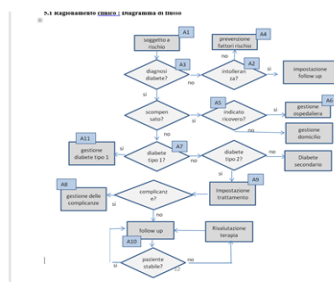 5.1 Ragionamento clinico : Diagramma di flusso
A1
soggetto a
rischio
A4
prevenzione
fattori rischio
no
A3
diagnosi
diabete?
no
A2
intolleran
za?
si
impostazione
follow up
si
scompen
sato?
si
A5
indicato
ricovero?
si
A6
gestione
ospedaliera
no
gestione
domicilio
no
A11
gestione
diabete tipo 1
si
A7
diabete
tipo 1?
no
diabete
tipo 2?
no
Diabete
secondario
si
A9
Impostazione
trattamento
A8
gestione delle
complicanze
si
complicanz
e?
no
follow up
Rivalutazione
terapia
A10
paziente
stabile?
si
no